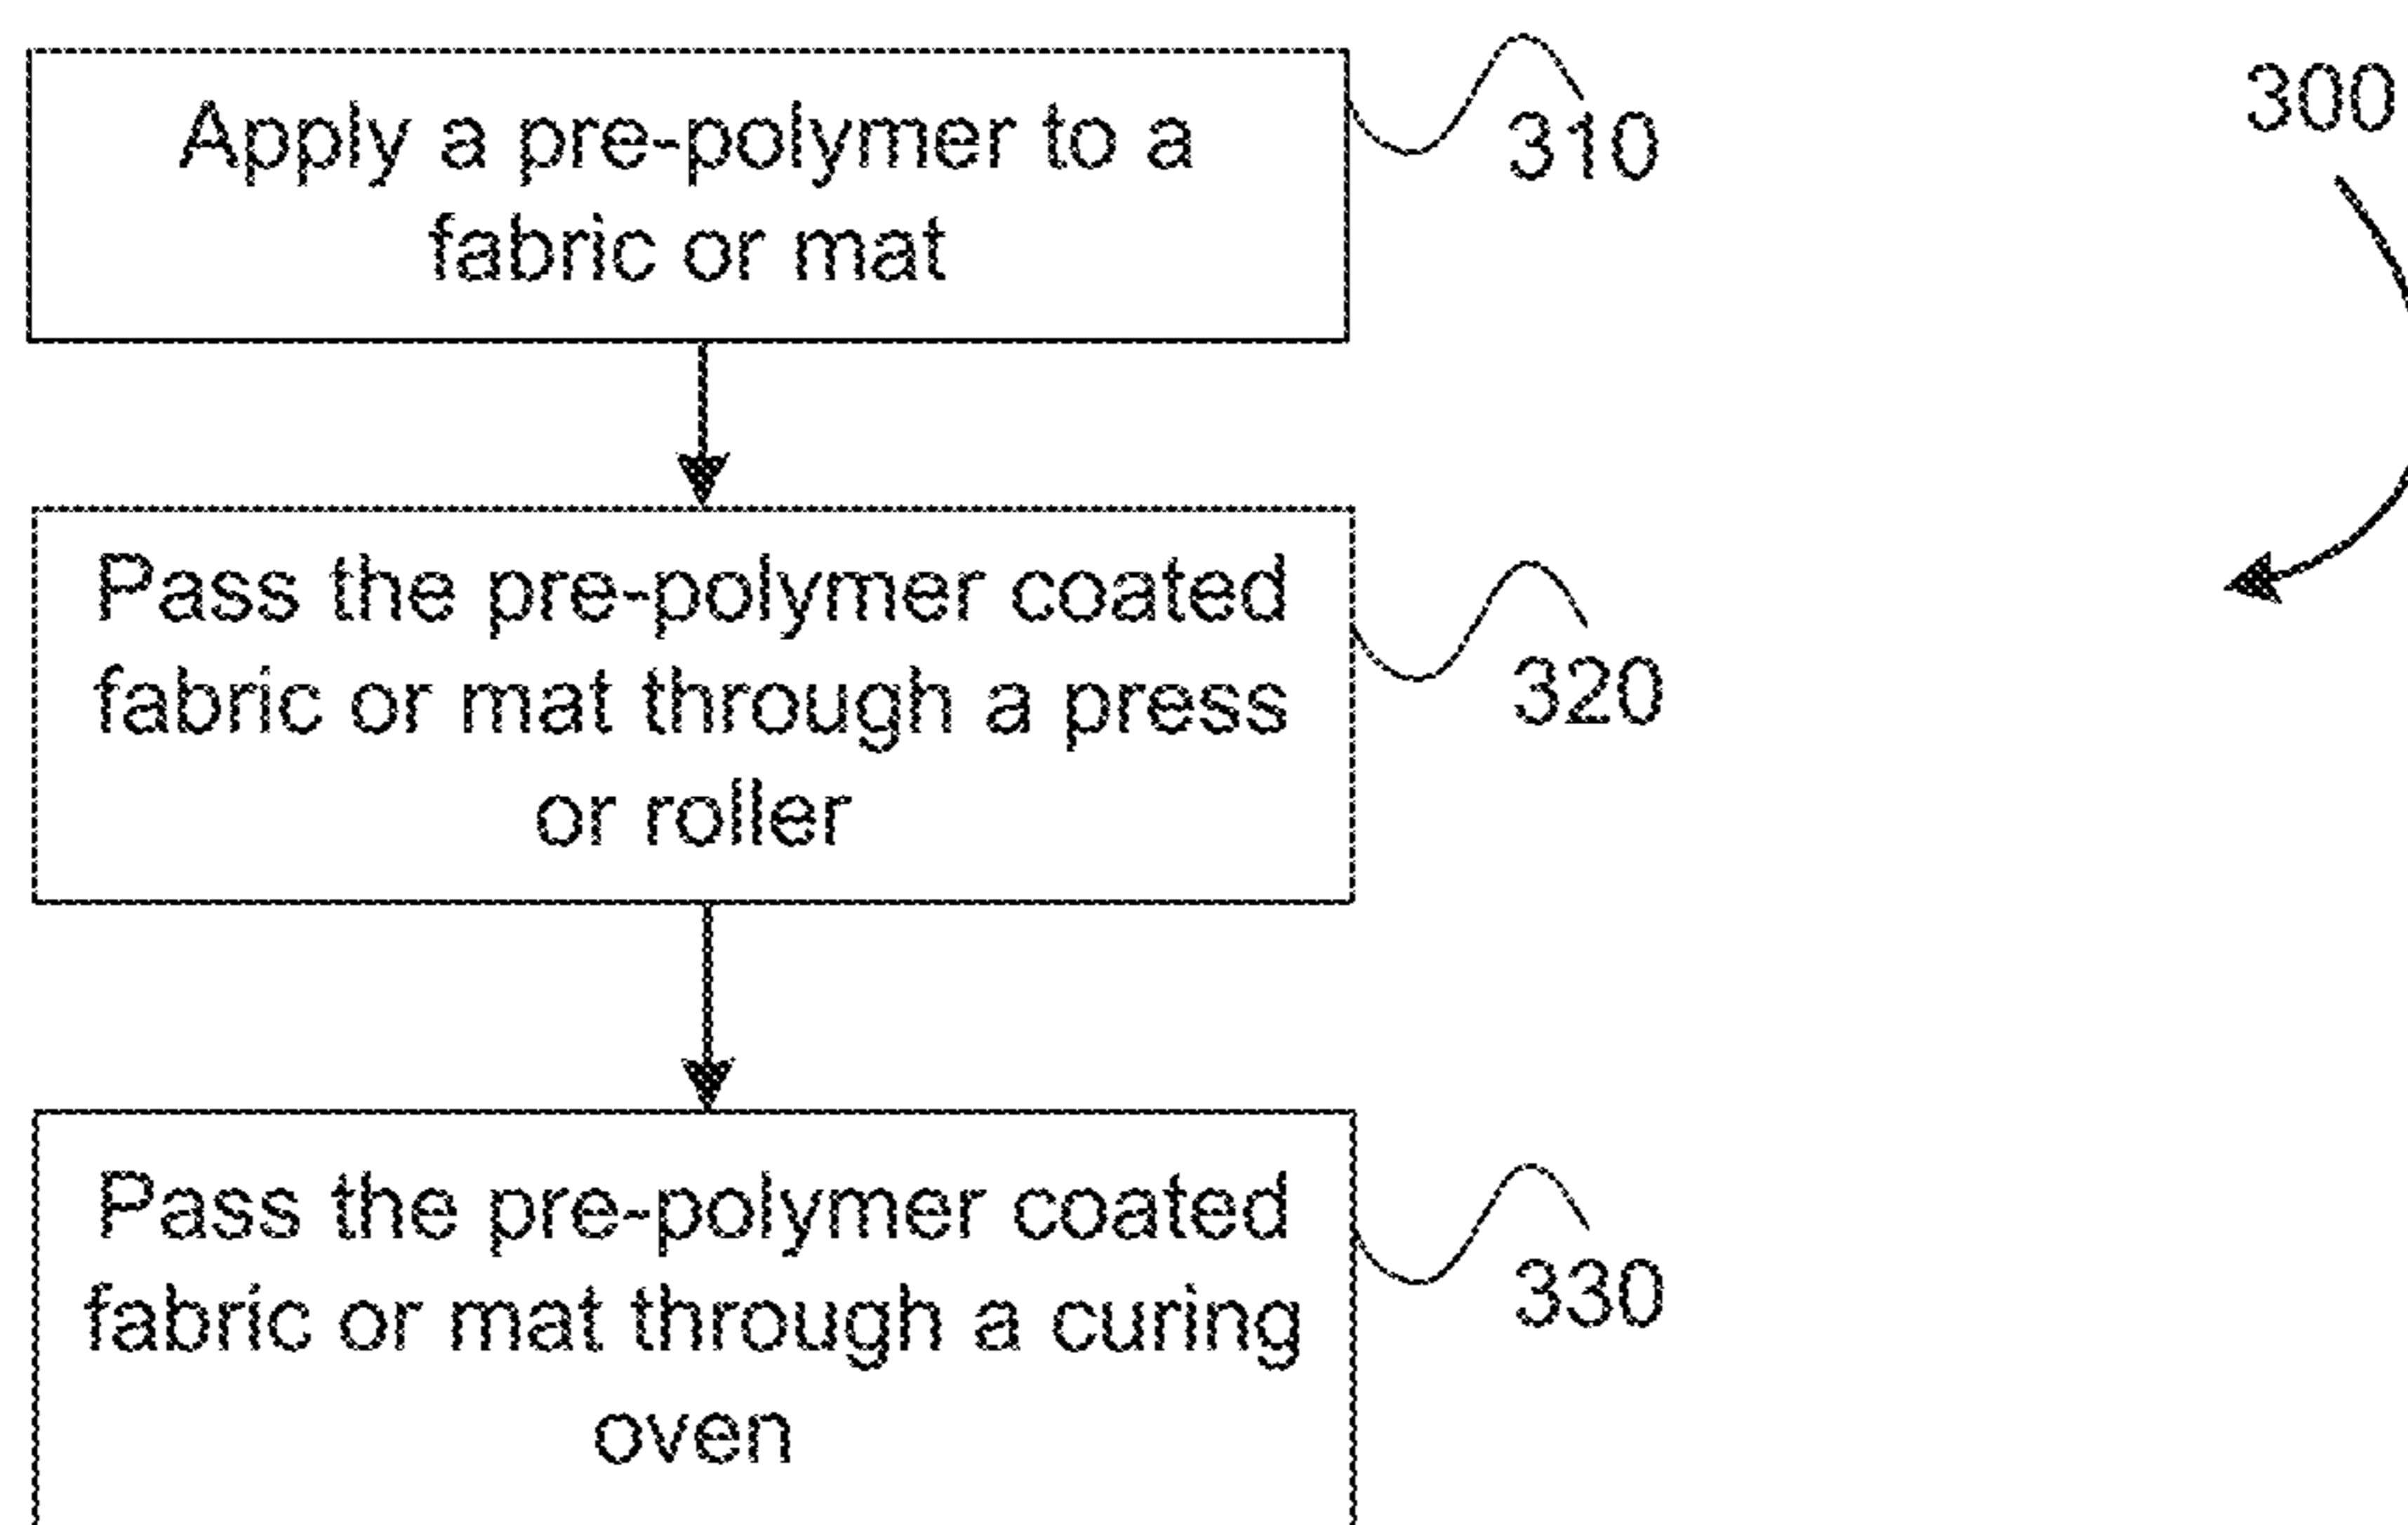 Apply a pre-polymer to a
fabric or mat
310
300
Pass the pre-polymer coated
fabric or mat through a press
or roller
320
Pass the pre-polymer coated
fabric or mat through a curing
oven
330